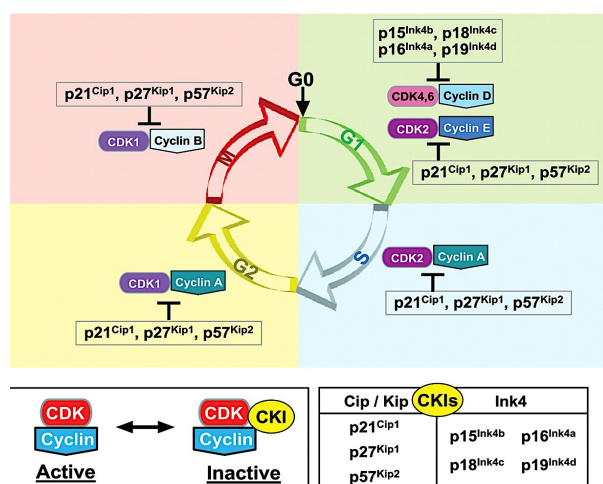 p15Ink4b, p18Ink4c
p16Ink4a, p19Ink4d
G0
p21Cip1, p27Kip1, p57Kip2
CDK4,6 Cyclin D
CDK1 Cyclin B
CDK2 Cyclin E
M
G1
p21Cip1, p27Kip1, p57Kip2
G2
S
CDK2 Cyclin A
CDK1 Cyclin A
p21Cip1, p27Kip1, p57Kip2
p21Cip1, p27Kip1, p57Kip2
CDK
Cyclin
Active
CDK CKI
Cyclin
Inactive
Cip / Kip CKIs Ink4
p21Cip1
p27Kip1
p57Kip2
p15Ink4b p16Ink4a
p18Ink4c p19Ink4d